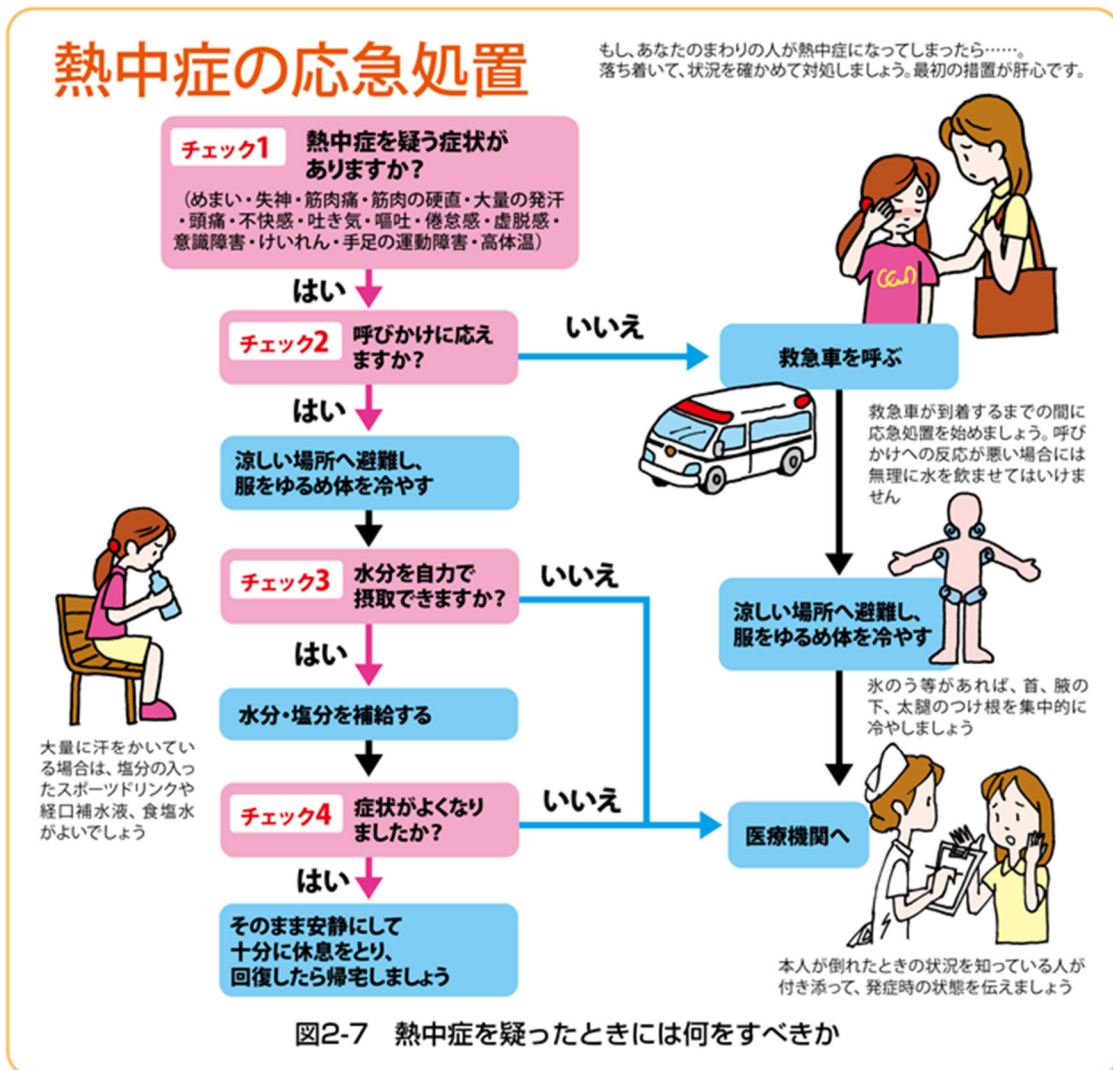 熱中症の応急処置
もし、あなたのまわりの人が熱中症になってしまったら……。
落ち着いて、状況を確かめて対処しましょう。最初の措置が肝心です。
チェック1
熱中症を疑う症状が
ありますか?
(めまい・失神・筋肉痛・筋肉の硬直・大量の発汗
・頭痛・不快感・吐き気・嘔吐・倦怠感・虚脱感・
意識障害・けいれん・手足の運動障害・高体温)
はい
チェック2
呼びかけに応え
ますか?
いいえ
救急車を呼ぶ
救急車が到着するまでの間に
応急処置を始めましょう。呼び
かけへの反応が悪い場合には
無理に水を飲ませてはいけま
せん
はい
涼しい場所へ避難し、
服をゆるめ体を冷やす
チェック3
水分を自力で
摂取できますか?
いいえ
涼しい場所へ避難し、
服をゆるめ体を冷やす
氷のう等があれば、首、腋の
下、太腿のつけ根を集中的に
冷やしましょう
はい
水分・塩分を補給する
大量に汗をかいてい
る場合は、塩分の入っ
たスポーツドリンクや
経口補水液、食塩水
がよいでしょう
チェック4
症状がよくなり
ましたか?
いいえ
医療機関へ
はい
そのまま安静にして
十分に休息をとり、
回復したら帰宅しましょう
本人が倒れたときの状況を知っている人が
付き添って、発症時の状態を伝えましょう
図2-7 熱中症を疑ったときには何をすべきか